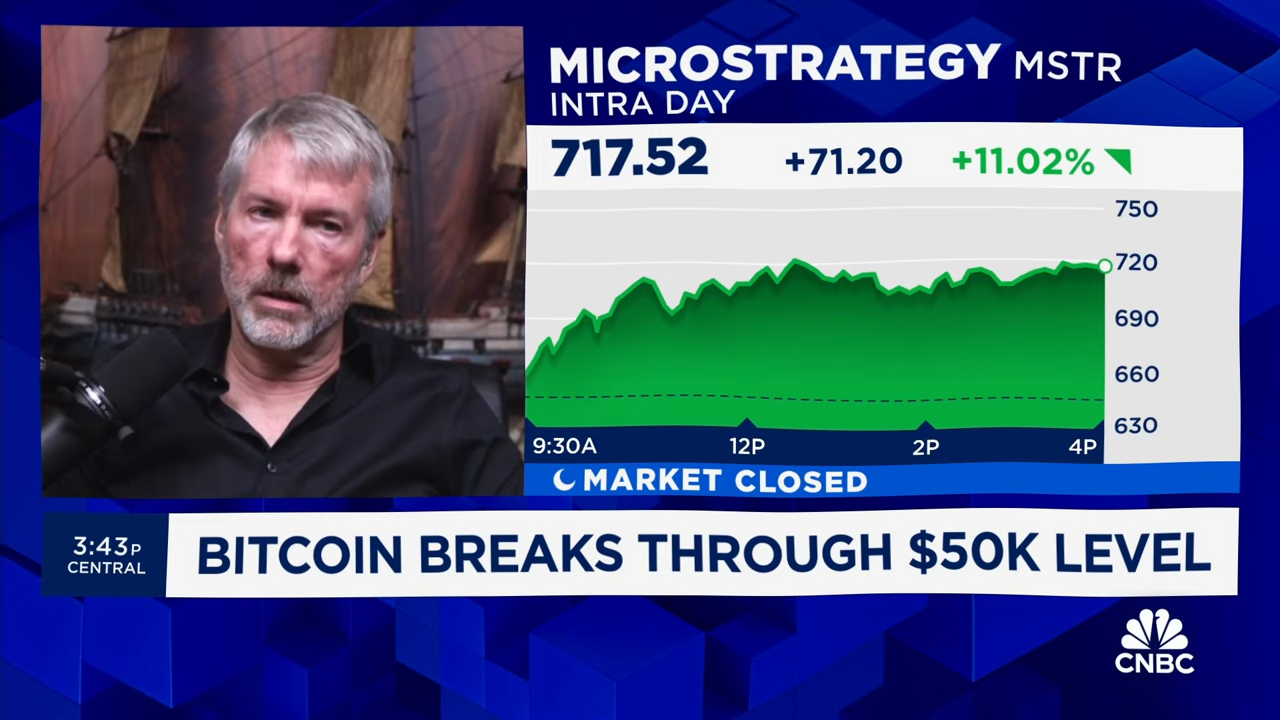 MICROSTRATEGY MSTR
INTRA DAY
717.52 +71.20 +11.02%
750
720
690
660
630
9:30A 12P 2P 4P
MARKET CLOSED
3:43P
CENTRAL
BITCOIN BREAKS THROUGH $50K LEVEL
CNBC